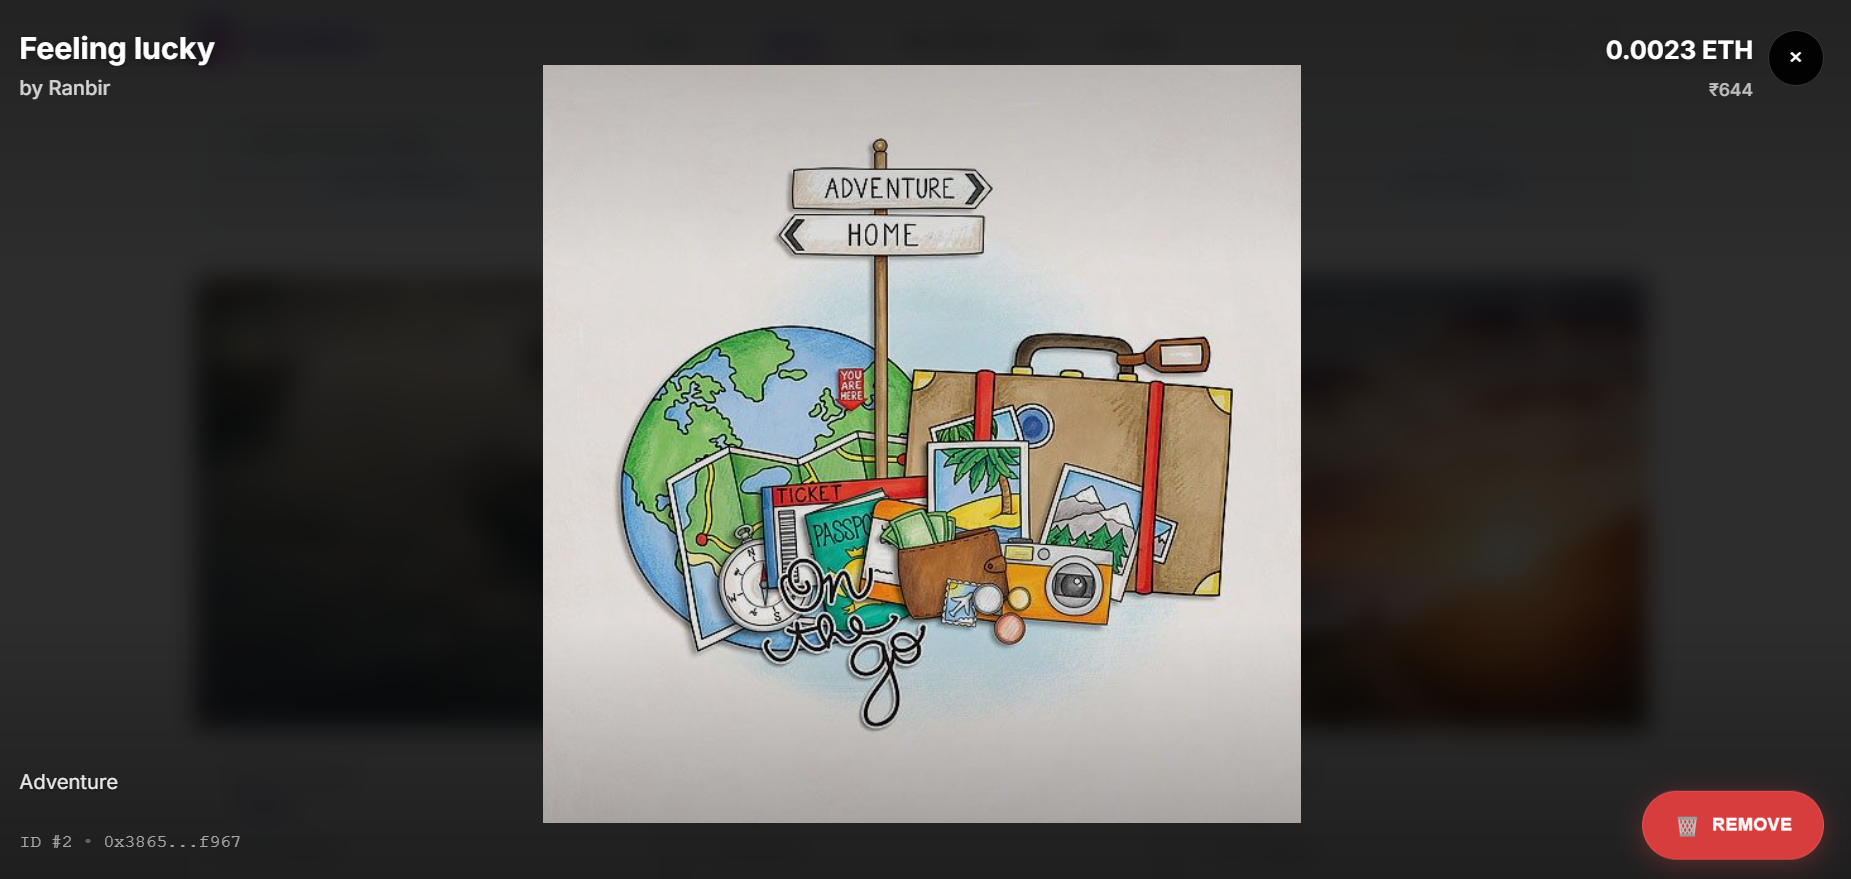 Feeling lucky
by Ranbir
0.0023 ETH
₹644
×
ADVENTURE
HOME
YOU
ARE
HERE
TICKET
PASSPO
N
W
S
On
the
go
Adventure
ID #2 • 0x3865...f967
REMOVE